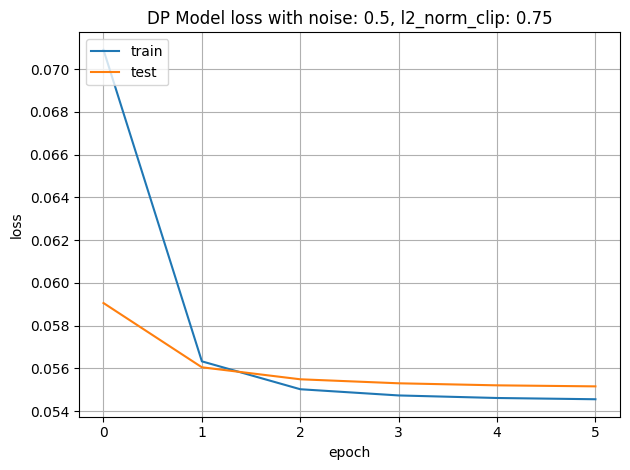 DP Model loss with noise: 0.5, l2_norm_clip: 0.75
train
test
0.070
0.068
0.066
0.064
0.062
0.060
0.058
0.056
0.054
loss
0 1 2 3 4 5
epoch